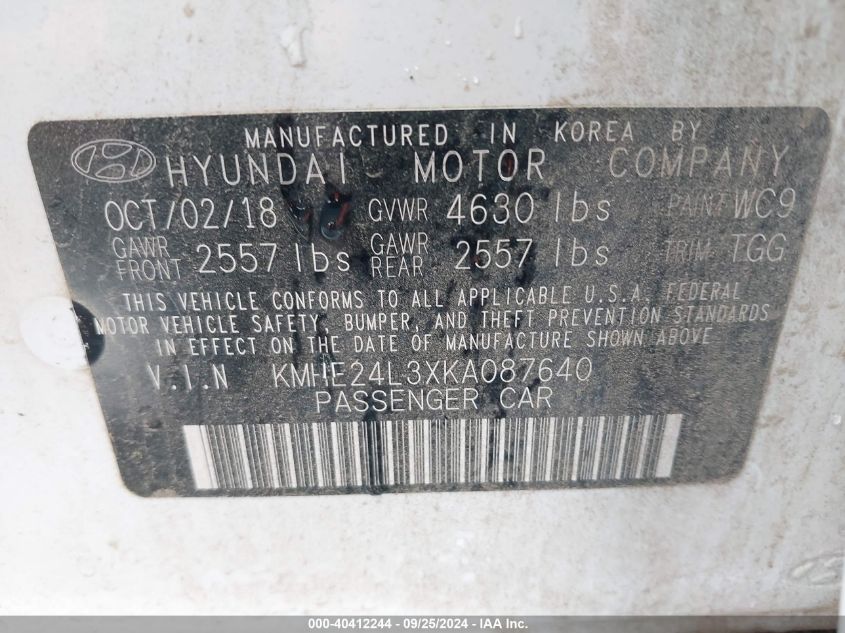 MANUFACTURED IN KOREA BY
HYUNDAI MOTOR COMPANY
OCT/02/18 GVWR 4630 lbs PAINT WC9
GAWR FRONT 2557 lbs GAWR REAR 2557 lbs TRIM TGG
THIS VEHICLE CONFORMS TO ALL APPLICABLE U.S.A. FEDERAL
MOTOR VEHICLE SAFETY, BUMPER, AND THEFT PREVENTION STANDARDS
IN EFFECT ON THE DATE OF MANUFACTURE SHOWN ABOVE
V.I.N KMHE24L3XKA087640
PASSENGER CAR
000-40412244 - 09/25/2024 - IAA Inc.